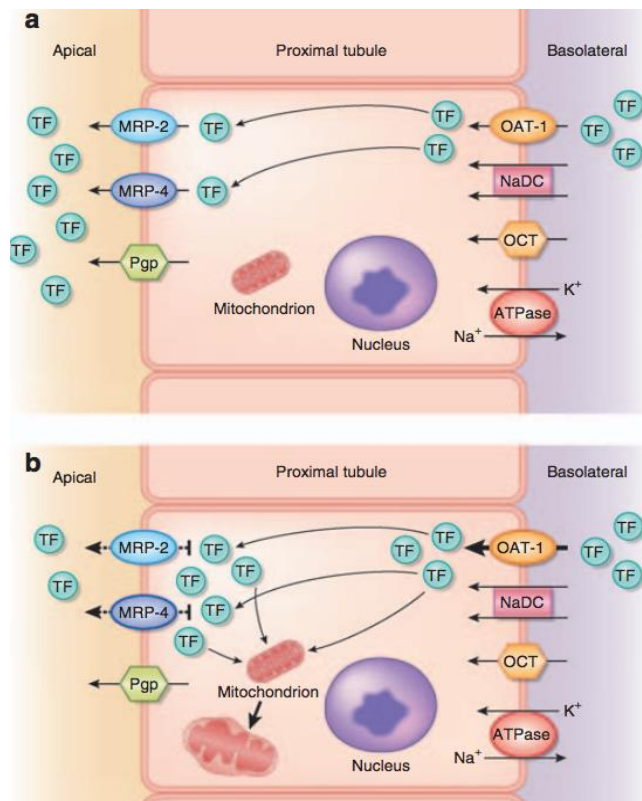 a
Apical
Proximal tubule
Basolateral
TF
TF
TF
TF
TF
TF
MRP-2
MRP-4
Pgp
TF
TF
TF
TF
OAT-1
NaDC
OCT
K+
ATPase
Na+
TF
TF
TF
Mitochondrion
Nucleus
b
Apical
Proximal tubule
Basolateral
TF
TF
MRP-2
MRP-4
Pgp
TF
TF
TF
TF
TF
TF
TF
TF
OAT-1
NaDC
OCT
K+
ATPase
Na+
TF
TF
TF
Mitochondrion
Nucleus